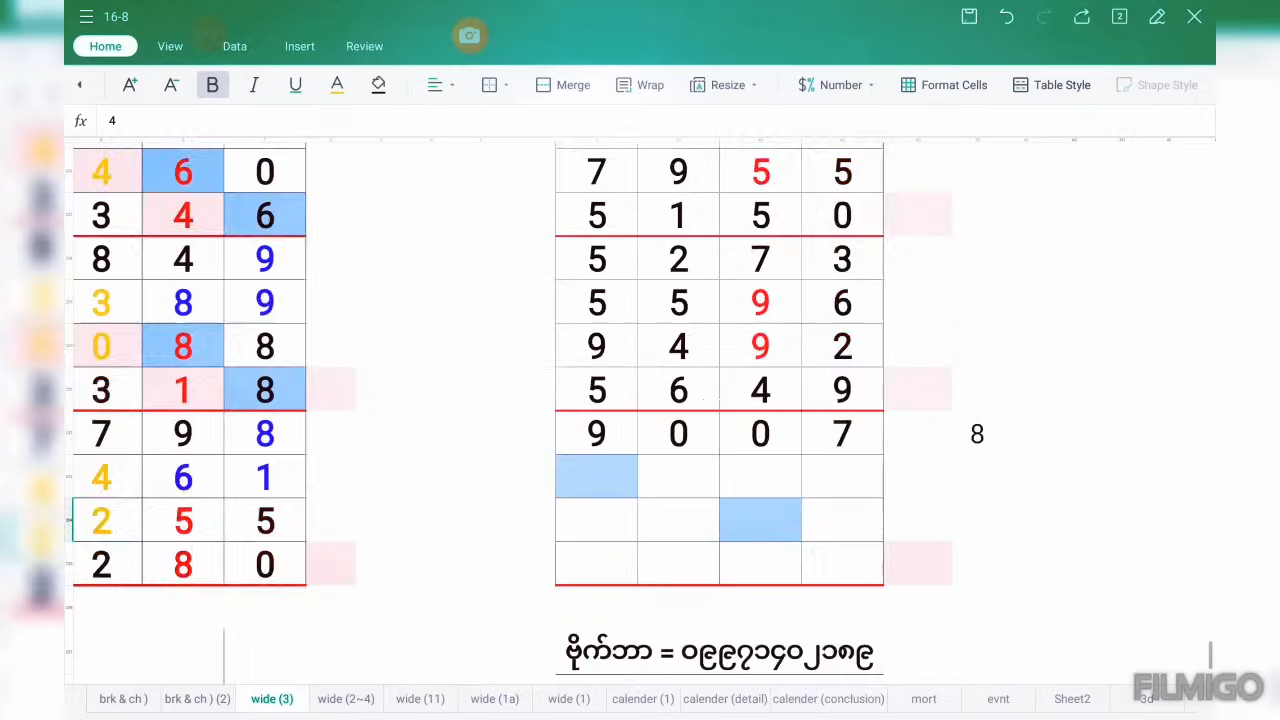 16-8
2
Home View Data Insert Review
A+ A- B I U A Merge Wrap Resize $% Number Format Cells Table Style Shape Style
fx 4
4 6 0 7 9 5 5
3 4 6 5 1 5 0
8 4 9 5 2 7 3
3 8 9 5 5 9 6
0 8 8 9 4 9 2
3 1 8 5 6 4 9
7 9 8 9 0 0 7 8
4 6 1
2 5 5
2 8 0
ဗိုက်ဘာ = ၀၉၉၇၁၄၀၂၁၈၉
brk & ch ) brk & ch ) (2) wide (3) wide (2~4) wide (11) wide (1a) wide (1) calender (1) calender (detail) calender (conclusion) mort evnt Sheet2 3d
FILMIGO